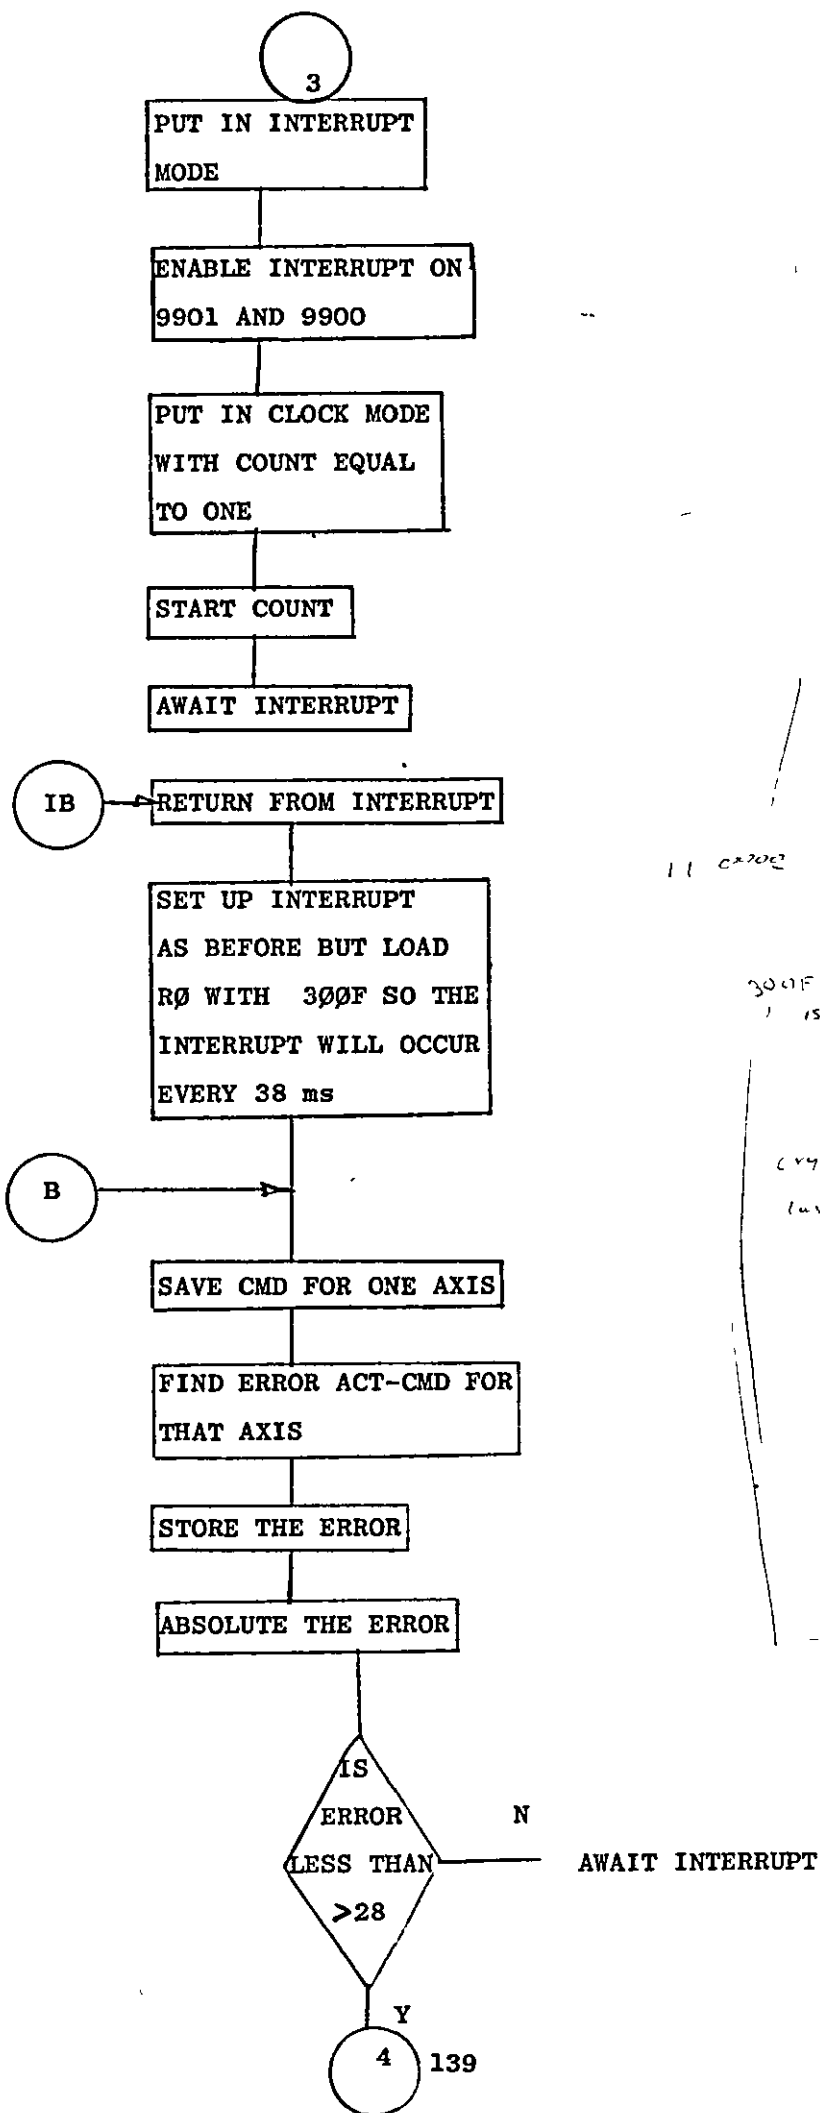 3
PUT IN INTERRUPT
MODE
ENABLE INTERRUPT ON
9901 AND 9900
PUT IN CLOCK MODE
WITH COUNT EQUAL
TO ONE
START COUNT
AWAIT INTERRUPT
IB
RETURN FROM INTERRUPT
SET UP INTERRUPT
AS BEFORE BUT LOAD
RØ WITH 3ØØF SO THE
INTERRUPT WILL OCCUR
EVERY 38 ms
300F
B
SAVE CMD FOR ONE AXIS
FIND ERROR ACT-CMD FOR
THAT AXIS
STORE THE ERROR
ABSOLUTE THE ERROR
IS
ERROR
LESS THAN
>28
N
AWAIT INTERRUPT
Y
4
139